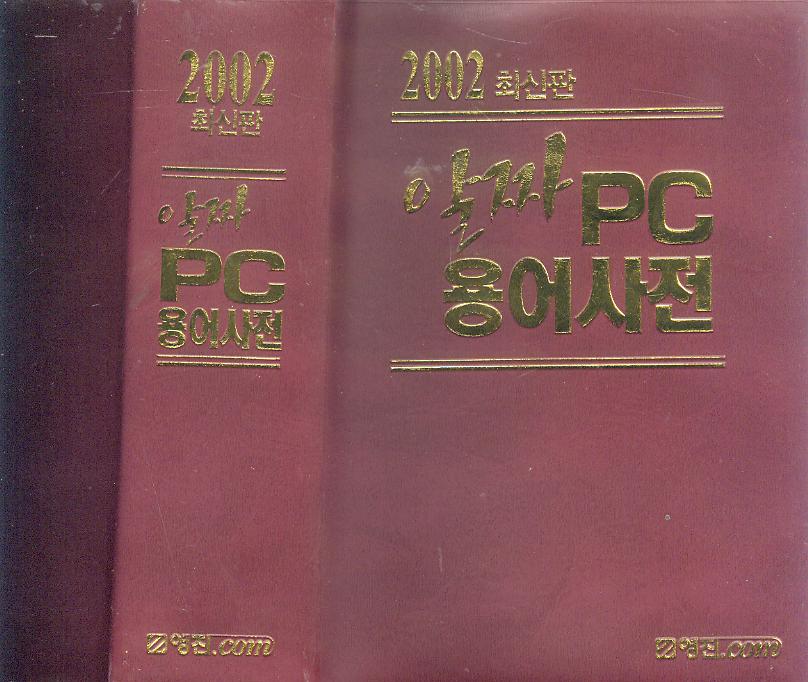 2002
최신판
알짜
PC
용어사전
영진.com
2002 최신판
알짜 PC
용어사전
영진.com